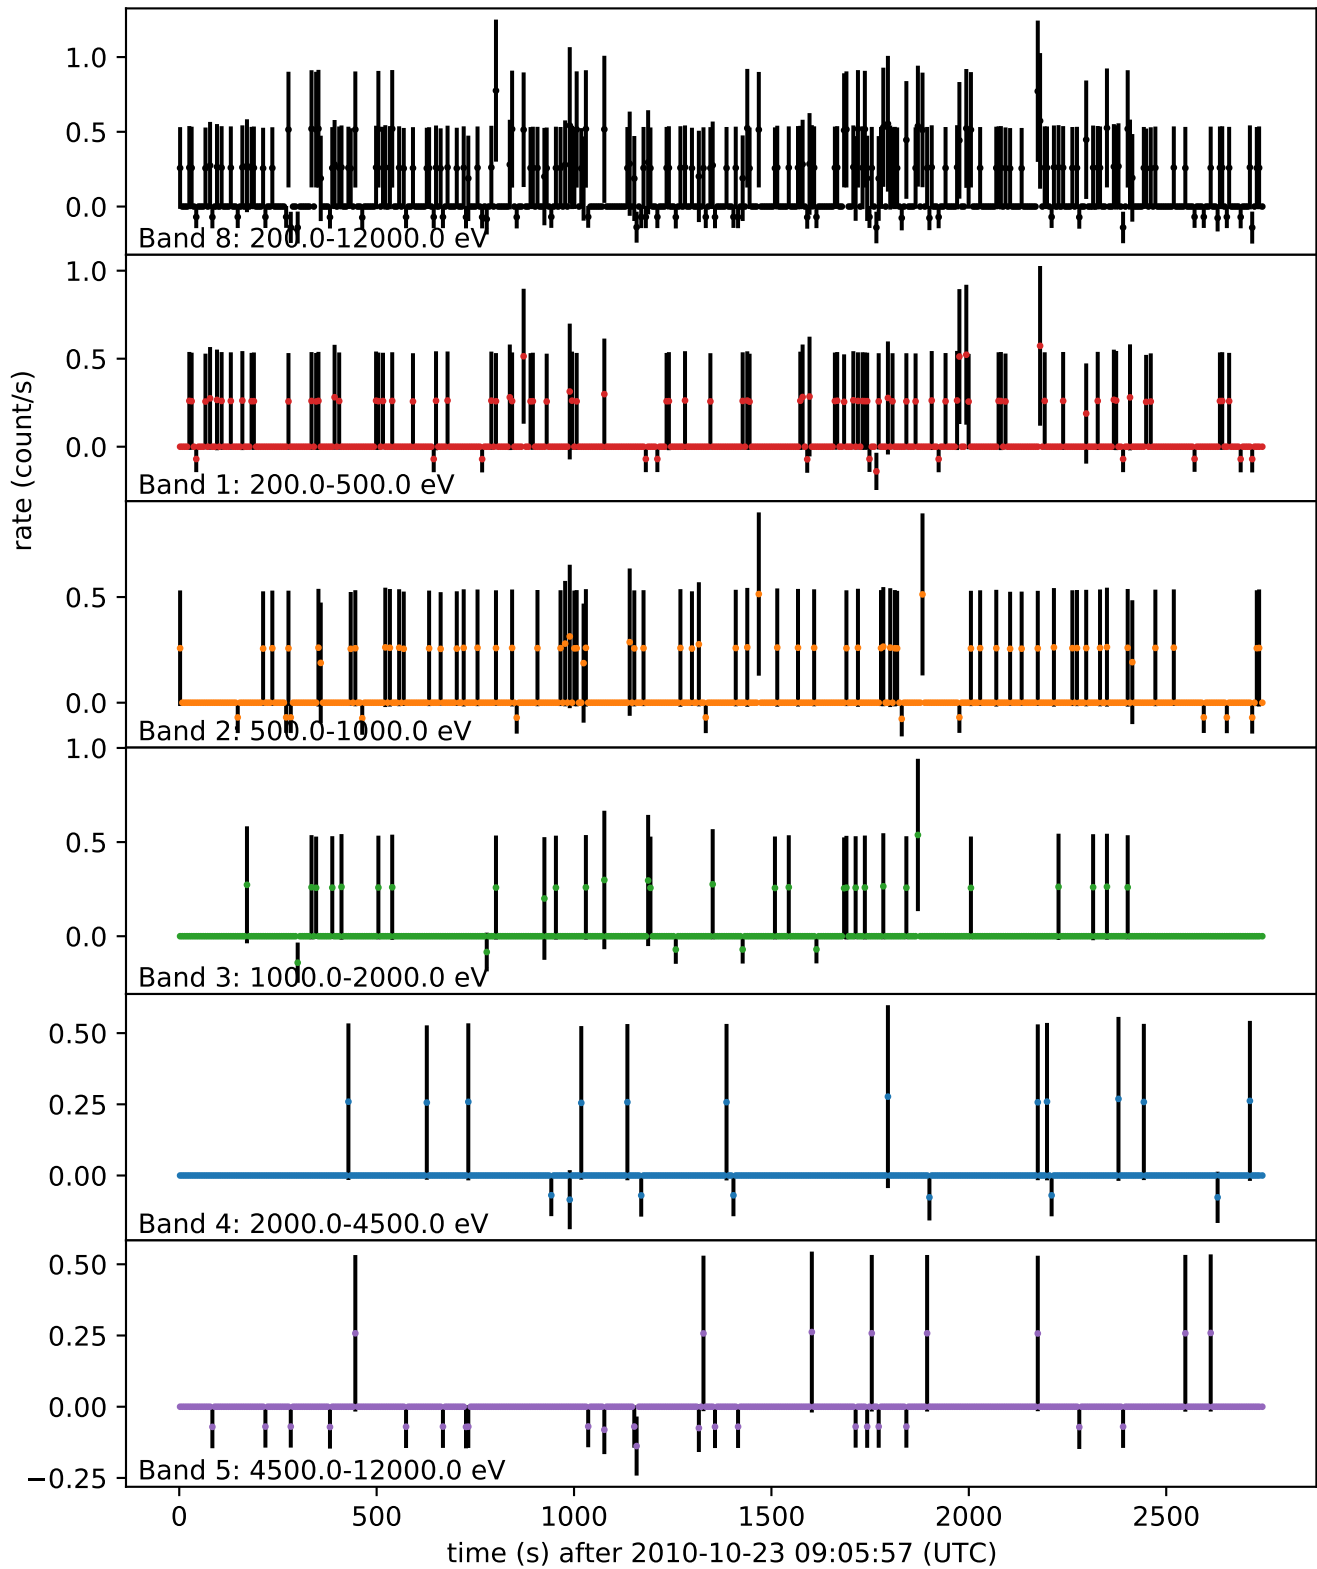 1.0
0.5
0.0
Band 8: 200.0-12000.0 eV
1.0
0.5
0.0
Band 1: 200.0-500.0 eV
rate (count/s)
0.5
0.0
Band 2: 500.0-1000.0 eV
1.0
0.5
0.0
Band 3: 1000.0-2000.0 eV
0.50
0.25
0.00
Band 4: 2000.0-4500.0 eV
0.50
0.25
0.00
−0.25
Band 5: 4500.0-12000.0 eV
0 500 1000 1500 2000 2500
time (s) after 2010-10-23 09:05:57 (UTC)